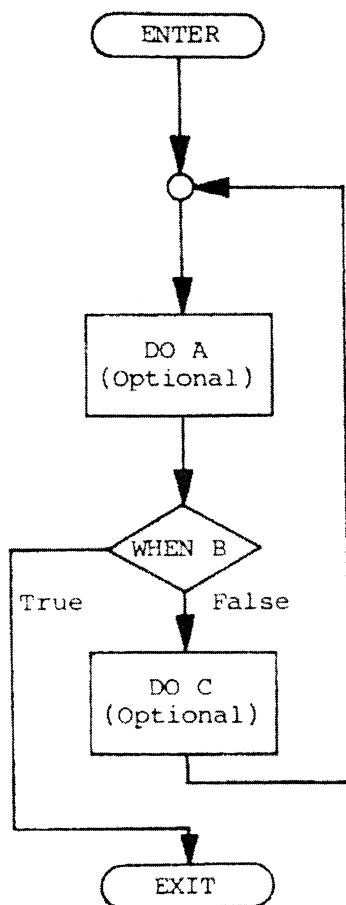 ENTER
DO A
(Optional)
WHEN B
True
False
DO C
(Optional)
EXIT